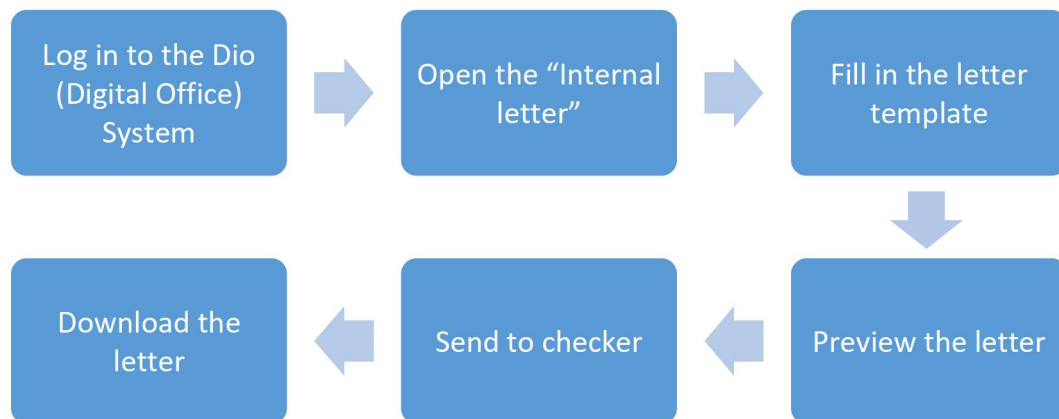 Log in to the Dio
(Digital Office)
System
Open the “Internal
letter”
Fill in the letter
template
Preview the letter
Send to checker
Download the
letter